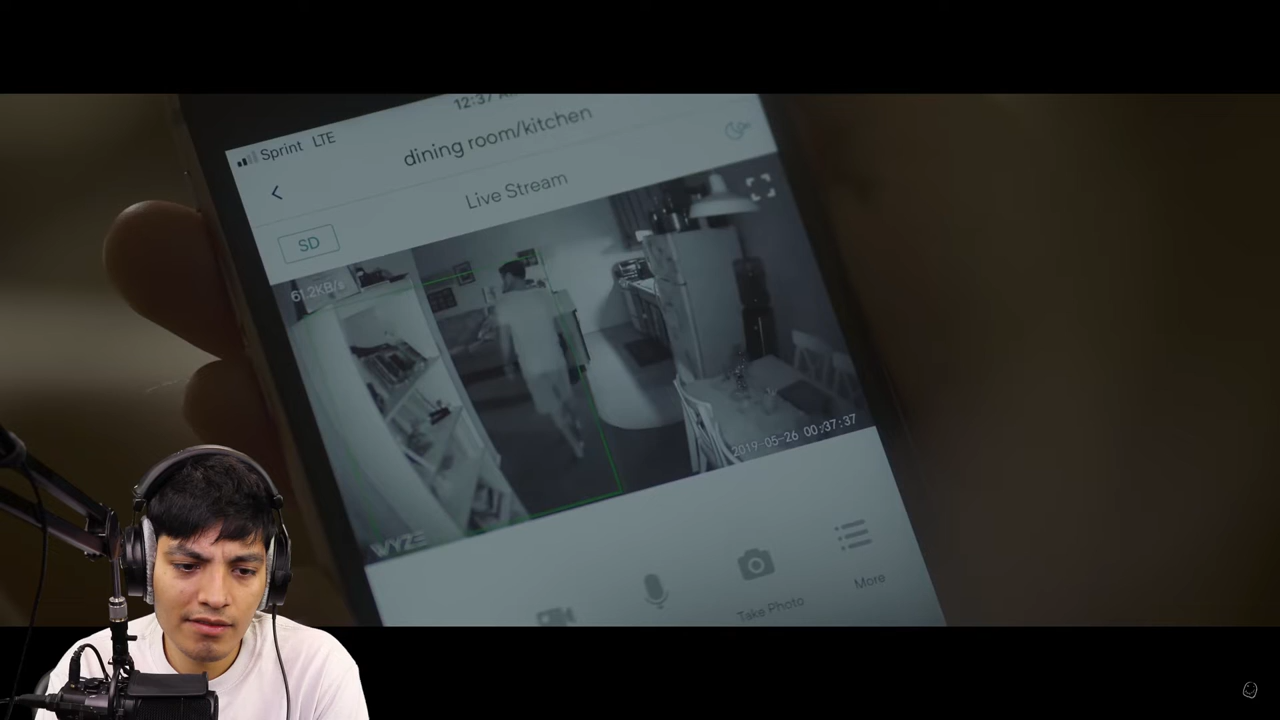 12:37
Sprint LTE
dining room/kitchen
Live Stream
SD
61.2KB/s
2019-05-26 00:37:37
WYZE
Take Photo
More